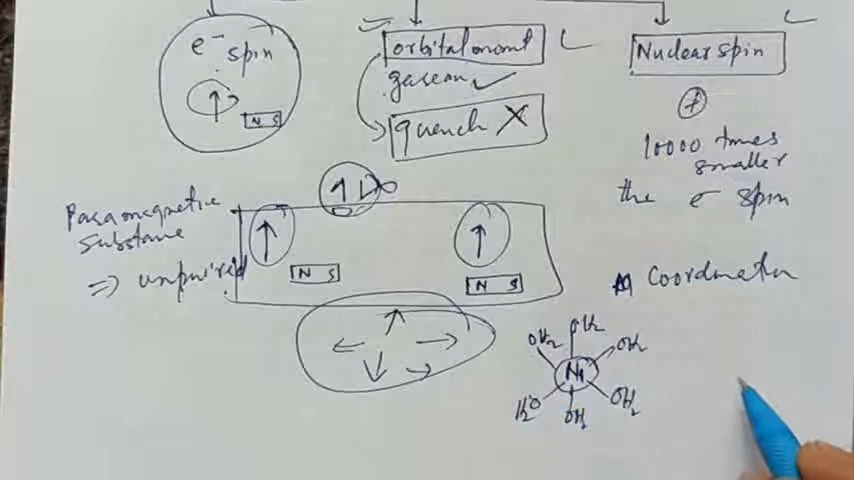 e⁻ spin
N S
orbital moment
gaseous ✓
quench X
Nuclear spin
+
10000 times
smaller
the e⁻ spin
Paramagnetic
Substance
⇒ unpaired
↑↓
N S
N S
Coordination
Ni
OH₂
OH₂
OH₂
OH₂
OH₂
H₂O